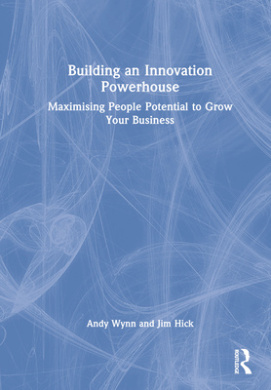 Building an Innovation
Powerhouse
Maximising People Potential to Grow
Your Business
Andy Wynn and Jim Hick
R
ROUTLEDGE